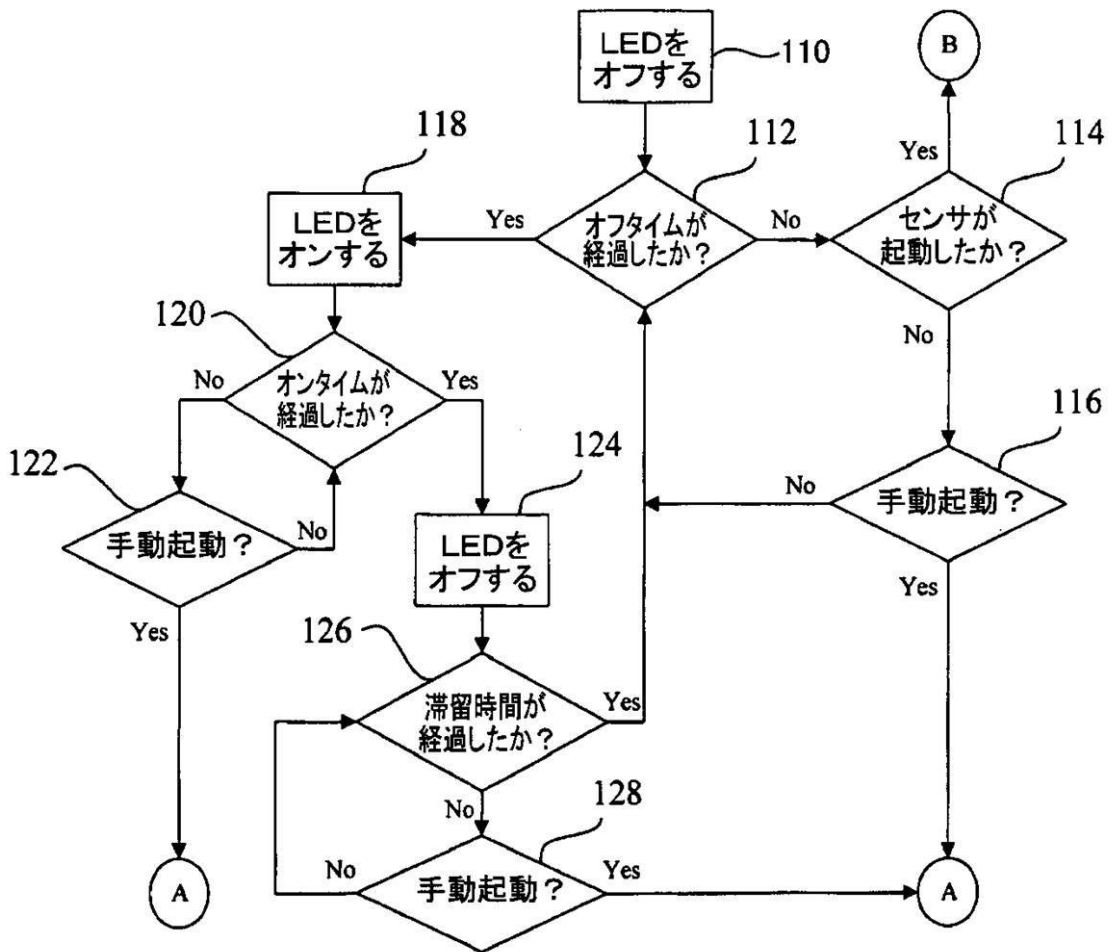 LEDを
オフする
110
B
118
112
Yes
114
LEDを
オンする
Yes
オフタイムが
経過したか？
No
センサが
起動したか？
120
No
No
オンタイムが
経過したか？
Yes
116
122
124
No
手動起動？
手動起動？
No
LEDを
オフする
Yes
Yes
126
滞留時間が
経過したか？
Yes
No
128
No
手動起動？
Yes
A
A